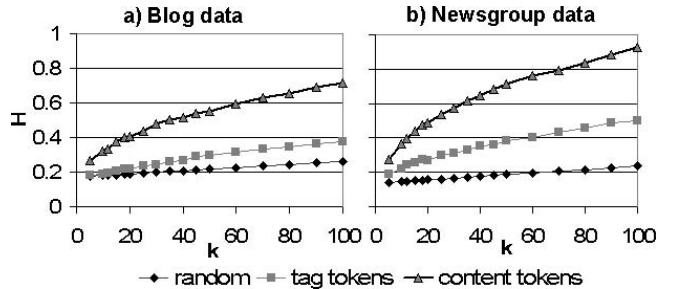 a) Blog data
b) Newsgroup data
1
0.8
0.6
0.4
0.2
0
H
0 20 40 60 80 100
k
0 20 40 60 80 100
k
random tag tokens content tokens